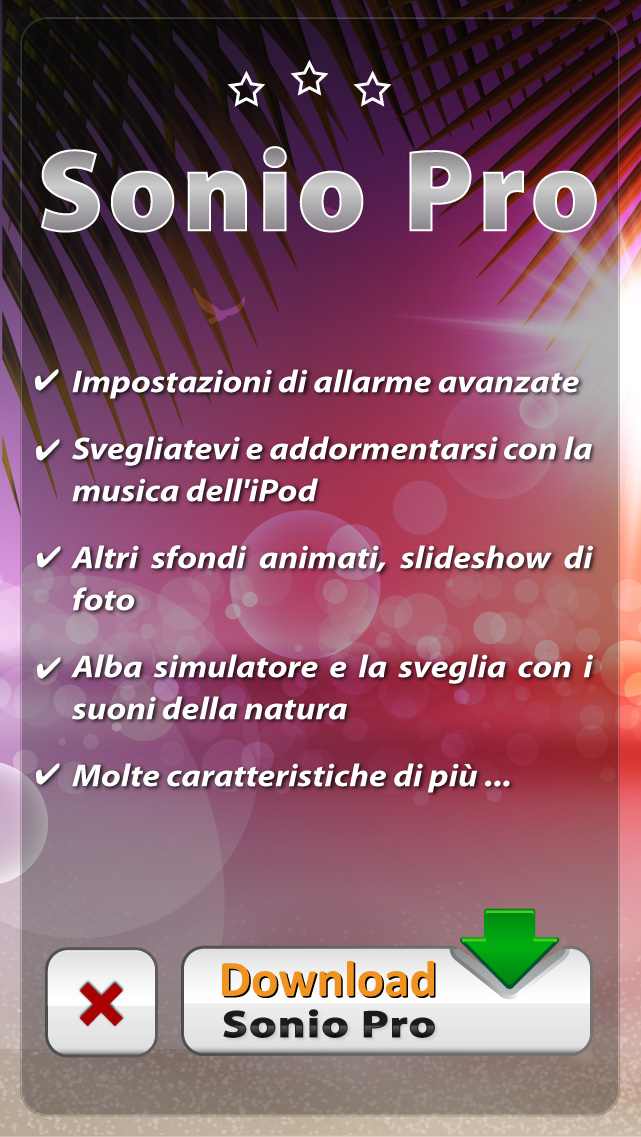 Sonio Pro
Impostazioni di allarme avanzate
Svegliatevi e addormentarsi con la
musica dell'iPod
Altri sfondi animati, slideshow di
foto
Alba simulatore e la sveglia con i
suoni della natura
Molte caratteristiche di più ...
Download
Sonio Pro